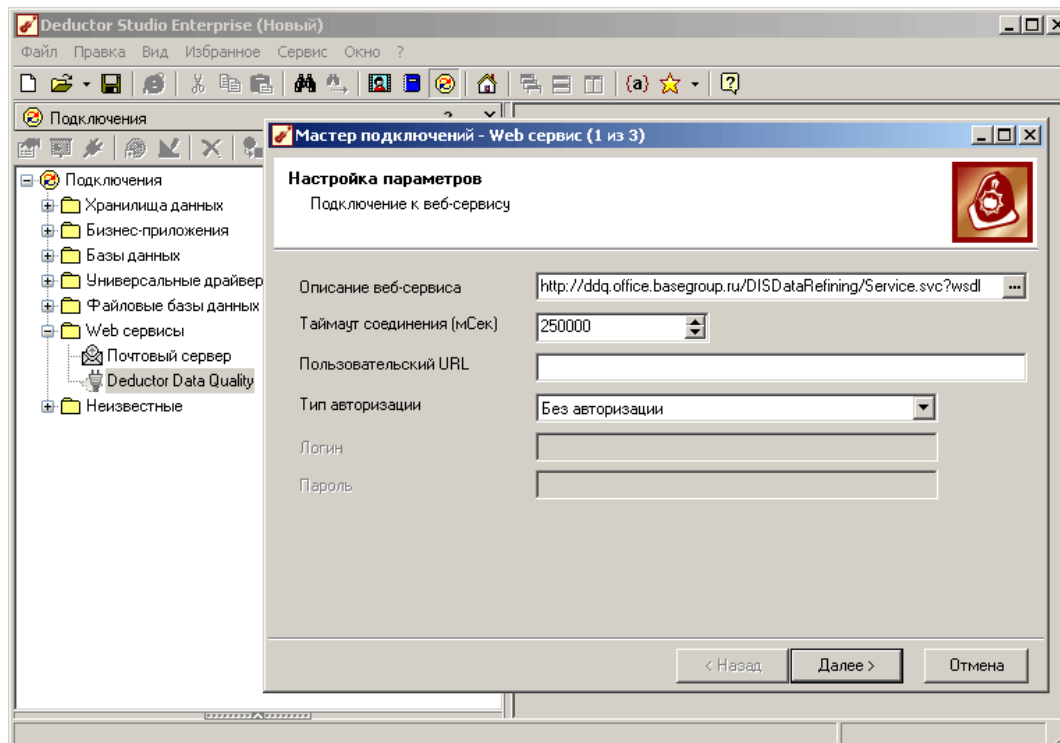 Deductor Studio Enterprise (Новый)
Файл Правка Вид Избранное Сервис Окно ?
{a}
Подключения
Подключения
Хранилища данных
Бизнес-приложения
Базы данных
Универсальные драйвер
Файловые базы данных
Web сервисы
Почтовый сервер
Deductor Data Quality
Неизвестные
Мастер подключений - Web сервис (1 из 3)
Настройка параметров
Подключение к веб-сервису
Описание веб-сервиса http://ddq.office.basegroup.ru/DISDataRefining/Service.svc?wsdl ...
Таймаут соединения (мСек) 250000
Пользовательский URL
Тип авторизации Без авторизации
Логин
Пароль
< Назад Далее > Отмена